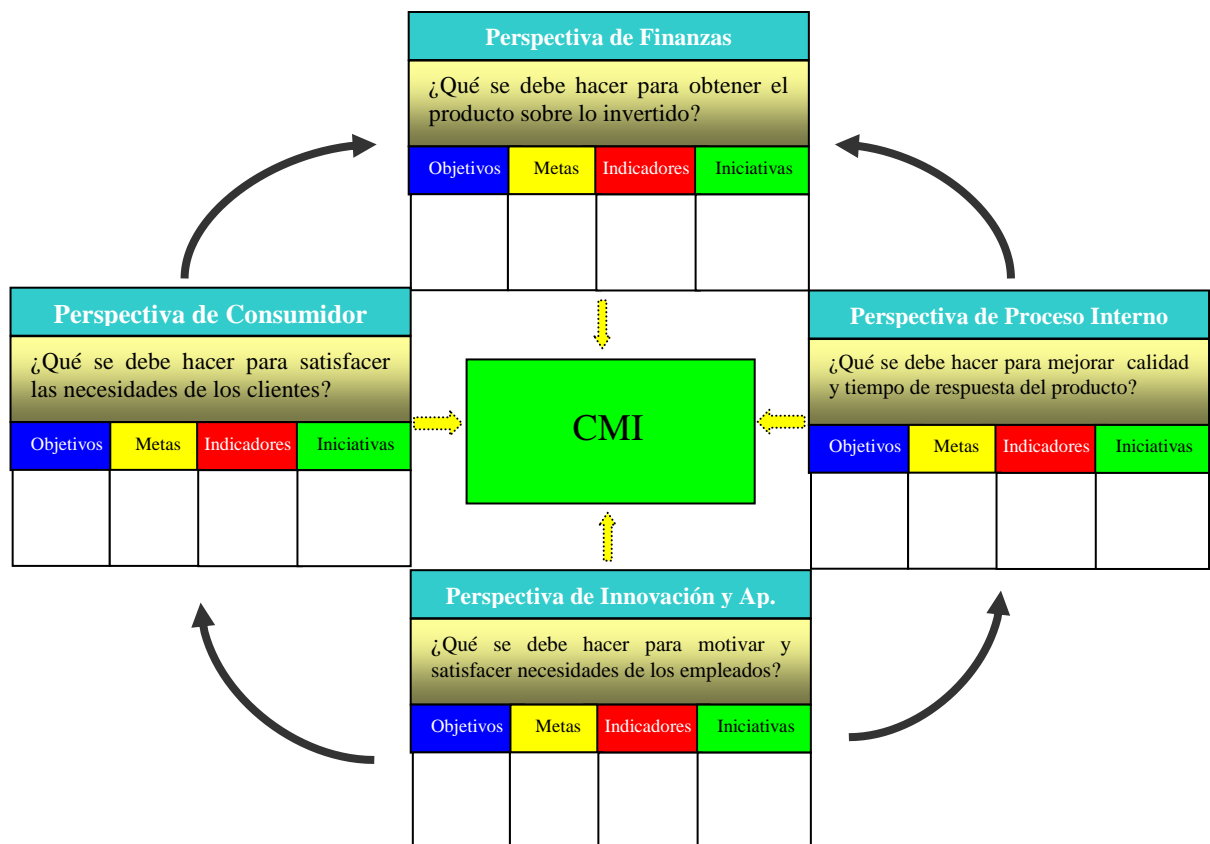 Perspectiva de Finanzas
¿Qué se debe hacer para obtener el
producto sobre lo invertido?
Objetivos Metas Indicadores Iniciativas
Perspectiva de Consumidor
¿Qué se debe hacer para satisfacer
las necesidades de los clientes?
Objetivos Metas Indicadores Iniciativas
CMI
Perspectiva de Proceso Interno
¿Qué se debe hacer para mejorar calidad
y tiempo de respuesta del producto?
Objetivos Metas Indicadores Iniciativas
Perspectiva de Innovación y Ap.
¿Qué se debe hacer para motivar y
satisfacer necesidades de los empleados?
Objetivos Metas Indicadores Iniciativas